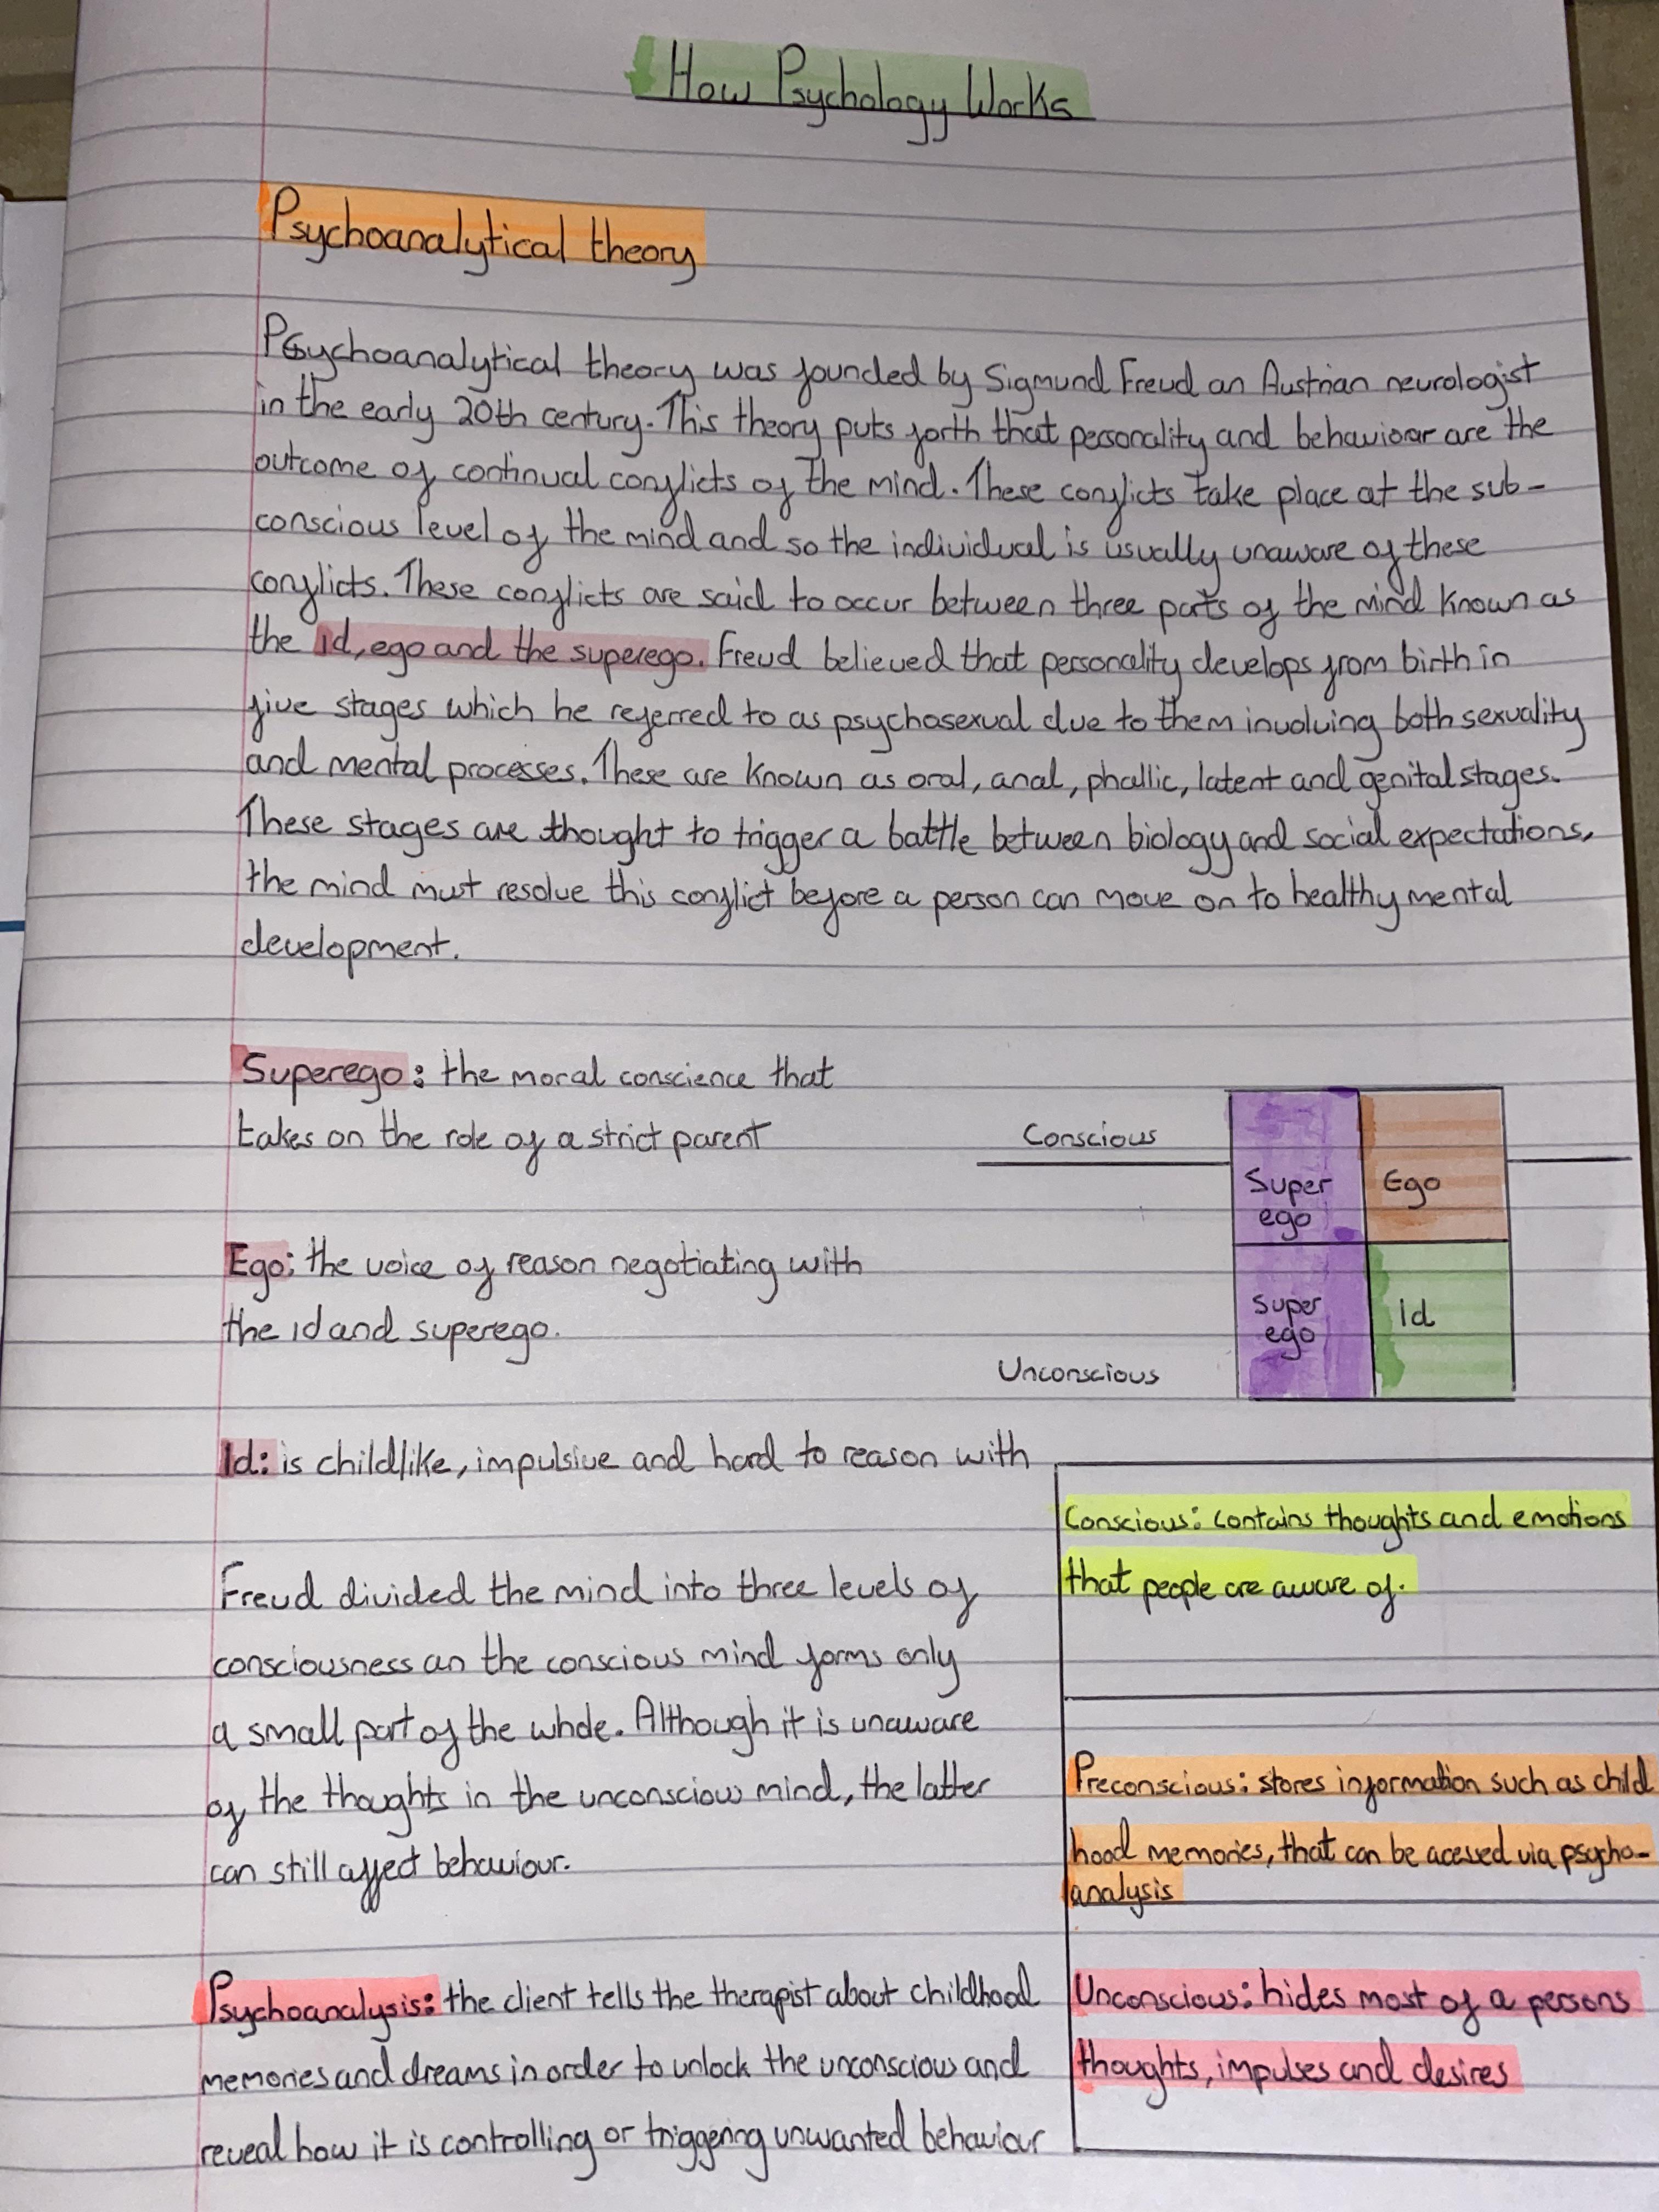 How Psychology Works
Psychoanalytical theory
Psychoanalytical theory was founded by Sigmund Freud an Austrian neurologist
in the early 20th century. This theory puts forth that personality and behaviour are the
outcome of continual conflicts of the mind. These conflicts take place at the sub-
conscious level of the mind and so the individual is usually unaware of these
conflicts. These conflicts are said to occur between three parts of the mind known as
the id, ego and the superego. Freud believed that personality develops from birth in
five stages which he referred to as psychosexual due to them involving both sexuality
and mental processes. These are known as oral, anal, phallic, latent and genital stages.
These stages are thought to trigger a battle between biology and social expectations,
the mind must resolve this conflict before a person can move on to healthy mental
development.
Superego: the moral conscience that
takes on the role of a strict parent
Ego: the voice of reason negotiating with
the id and superego.
Id: is childlike, impulsive and hard to reason with
Conscious
Super
ego
Ego
Super
ego
Id
Unconscious
Freud divided the mind into three levels of
consciousness an the conscious mind forms only
a small part of the whole. Although it is unaware
of the thoughts in the unconscious mind, the latter
can still affect behaviour.
Psychoanalysis: the client tells the therapist about childhood
memories and dreams in order to unlock the unconscious and
reveal how it is controlling or triggering unwanted behaviour
Conscious: contains thoughts and emotions
that people are aware of.
Preconscious: stores information such as child
hood memories, that can be acessed via psycho-
analysis
Unconscious: hides most of a persons
thoughts, impulses and desires